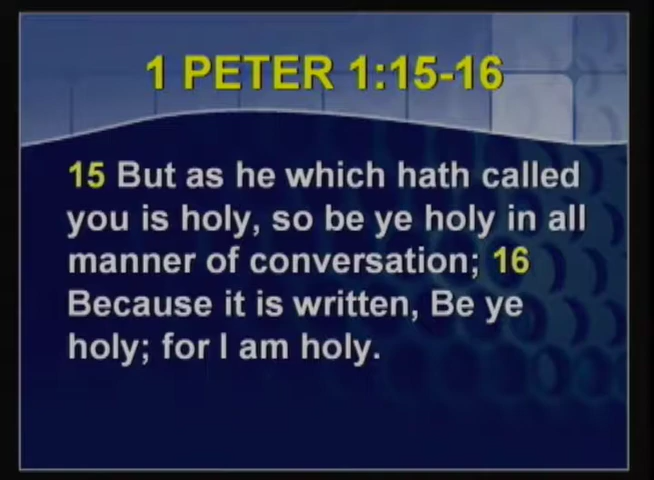 1 PETER 1:15-16
15 But as he which hath called
you is holy, so be ye holy in all
manner of conversation; 16
Because it is written, Be ye
holy; for I am holy.